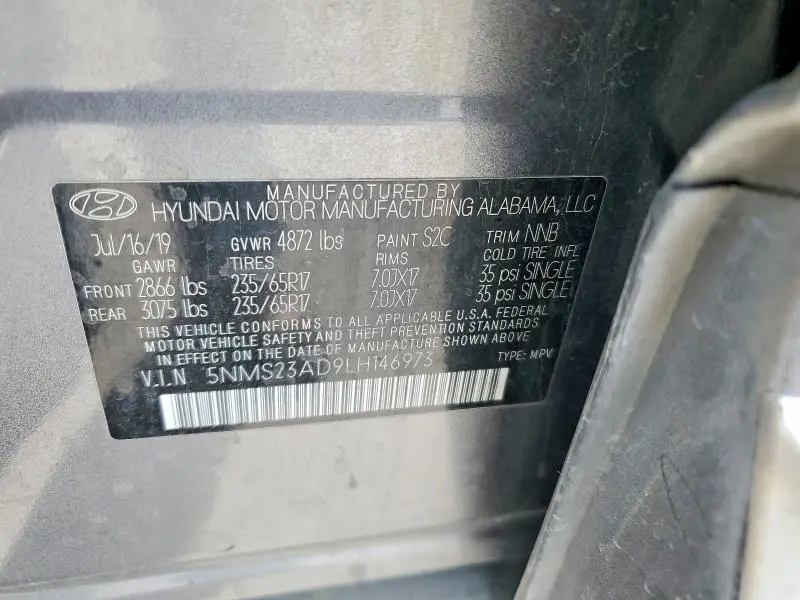 MANUFACTURED BY
HYUNDAI MOTOR MANUFACTURING ALABAMA, LLC
Jul/16/19 GVWR 4872 lbs PAINT S2C TRIM NNB
GAWR TIRES RIMS COLD TIRE INFL
FRONT 2866 lbs 235/65R17 7.0JX17 35 psi SINGLE
REAR 3075 lbs 235/65R17 7.0JX17 35 psi SINGLE
THIS VEHICLE CONFORMS TO ALL APPLICABLE U.S.A. FEDERAL
MOTOR VEHICLE SAFETY AND THEFT PREVENTION STANDARDS
IN EFFECT ON THE DATE OF MANUFACTURE SHOWN ABOVE
V.I.N 5NMS23AD9LH146973 TYPE: MPV